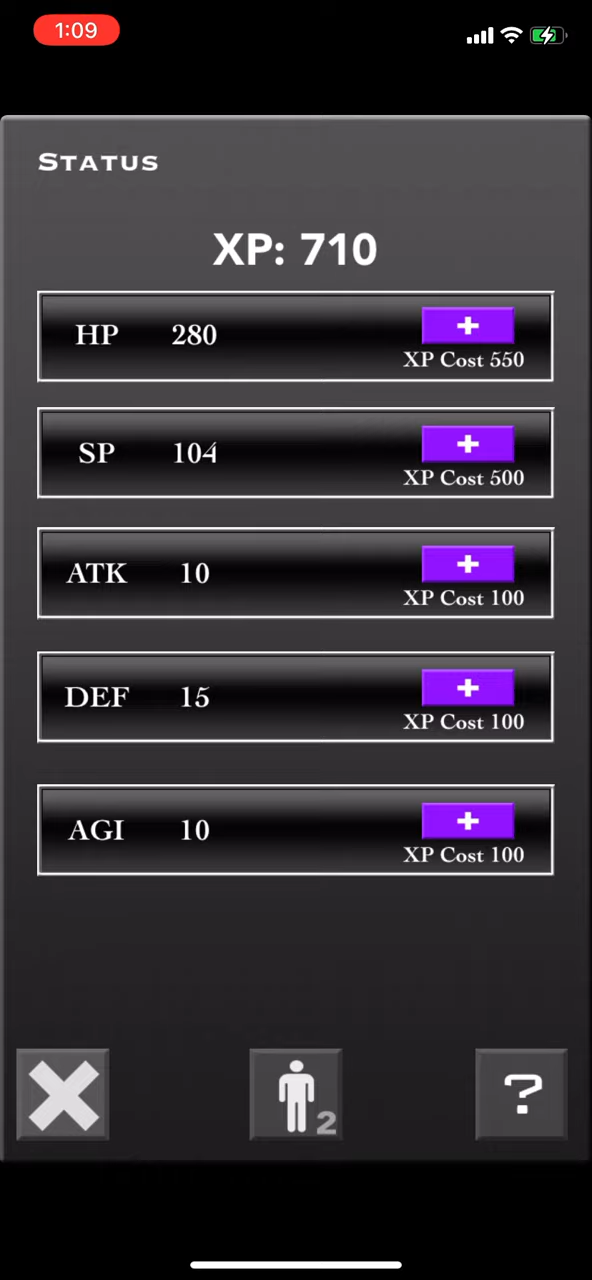 1:09
STATUS
XP: 710
HP 280 +
XP Cost 550
SP 104 +
XP Cost 500
ATK 10 +
XP Cost 100
DEF 15 +
XP Cost 100
AGI 10 +
XP Cost 100
2 ?